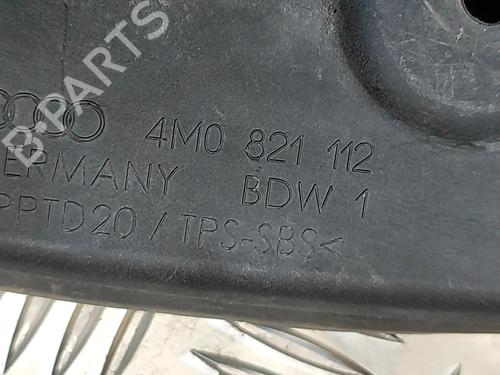 4M0 821 112
ERMANY BDW 1
PPTD20 / TPS-SBS<
B-PARTS